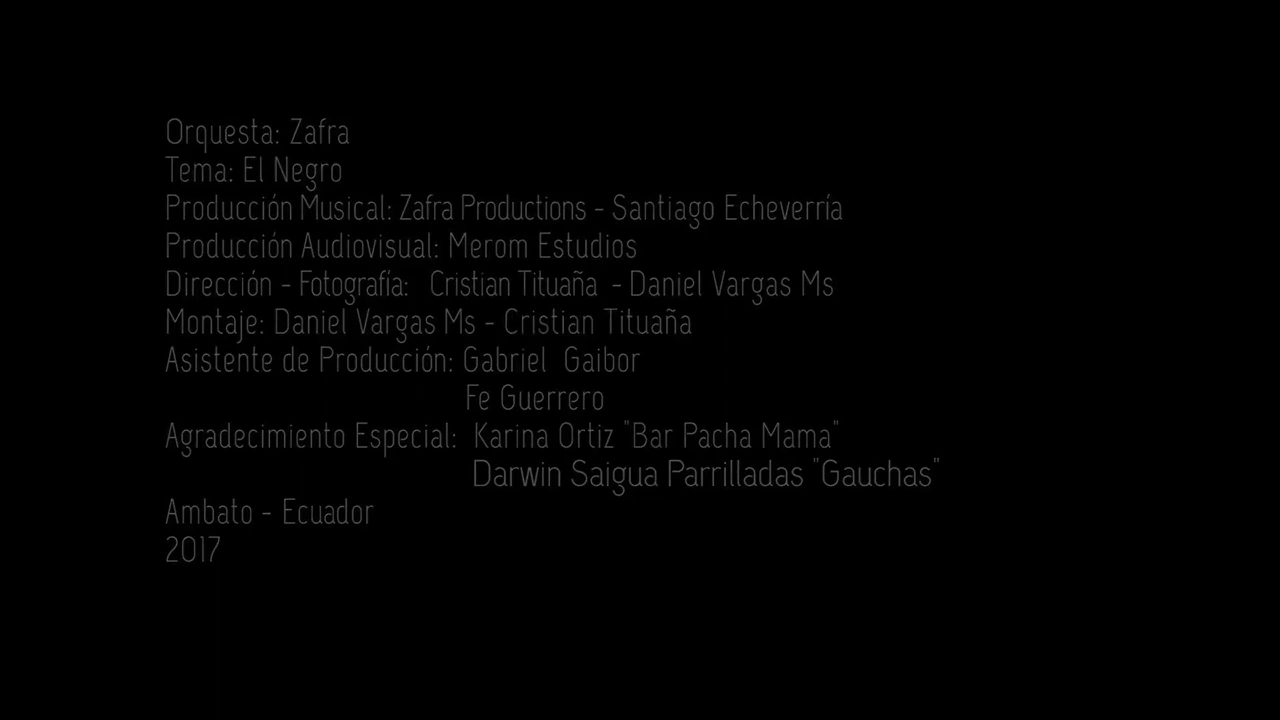 Orquesta: Zafra
Tema: El Negro
Producción Musical: Zafra Productions - Santiago Echeverría
Producción Audiovisual: Merom Estudios
Dirección - Fotografía: Cristian Tituaña - Daniel Vargas Ms
Montaje: Daniel Vargas Ms - Cristian Tituaña
Asistente de Producción: Gabriel Gaibor
Fe Guerrero
Agradecimiento Especial: Karina Ortiz "Bar Pacha Mama"
Darwin Saigua Parrilladas "Gauchas"
Ambato - Ecuador
2017